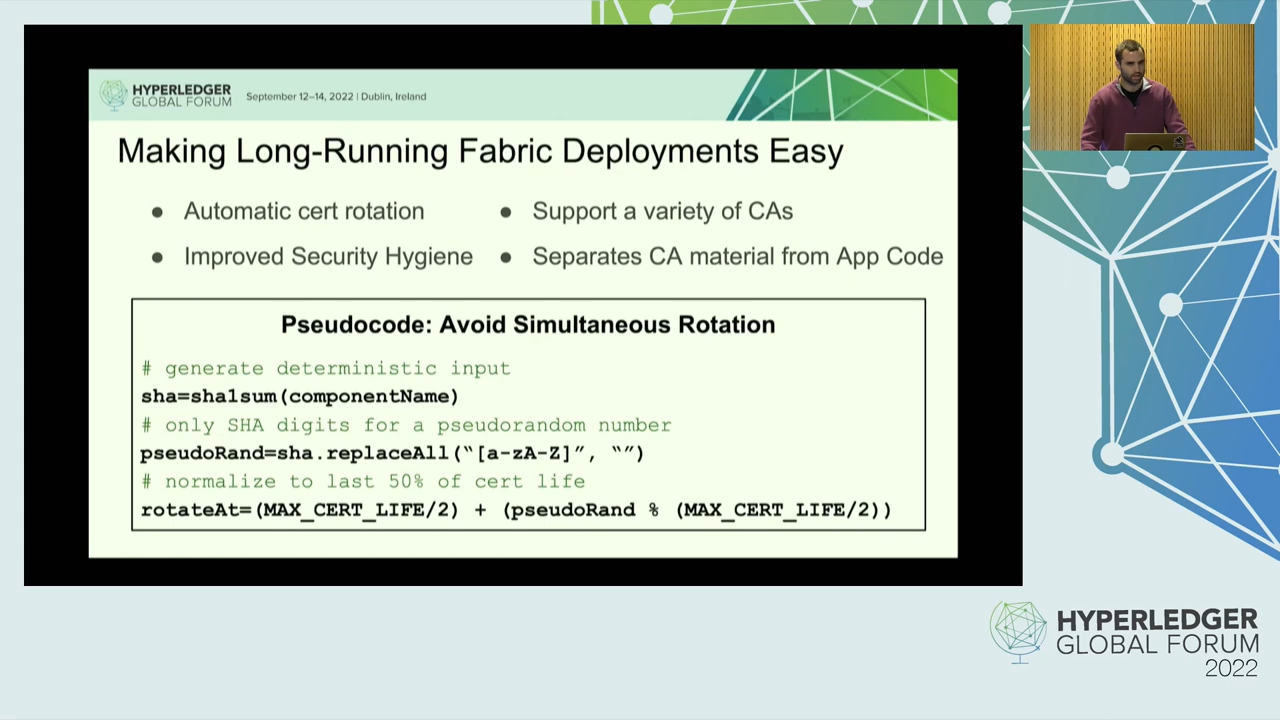 HYPERLEDGER
GLOBAL FORUM
September 12–14, 2022 | Dublin, Ireland
Making Long-Running Fabric Deployments Easy
● Automatic cert rotation
● Improved Security Hygiene
● Support a variety of CAs
● Separates CA material from App Code
Pseudocode: Avoid Simultaneous Rotation
# generate deterministic input
sha=sha1sum(componentName)
# only SHA digits for a pseudorandom number
pseudoRand=sha.replaceAll(“[a-zA-Z]”, “”)
# normalize to last 50% of cert life
rotateAt=(MAX_CERT_LIFE/2) + (pseudoRand % (MAX_CERT_LIFE/2))
HYPERLEDGER
GLOBAL FORUM
2022